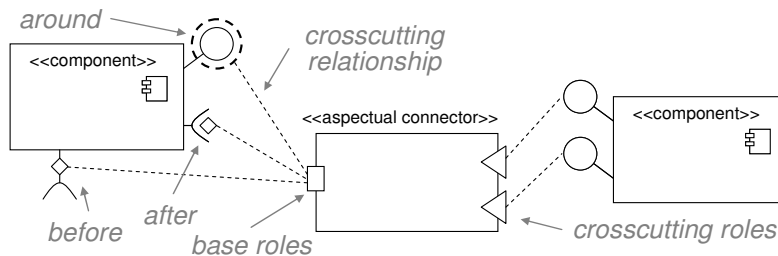 around
crosscutting
relationship
<<component>>
<<aspectual connector>>
<<component>>
before
after
base roles
crosscutting roles